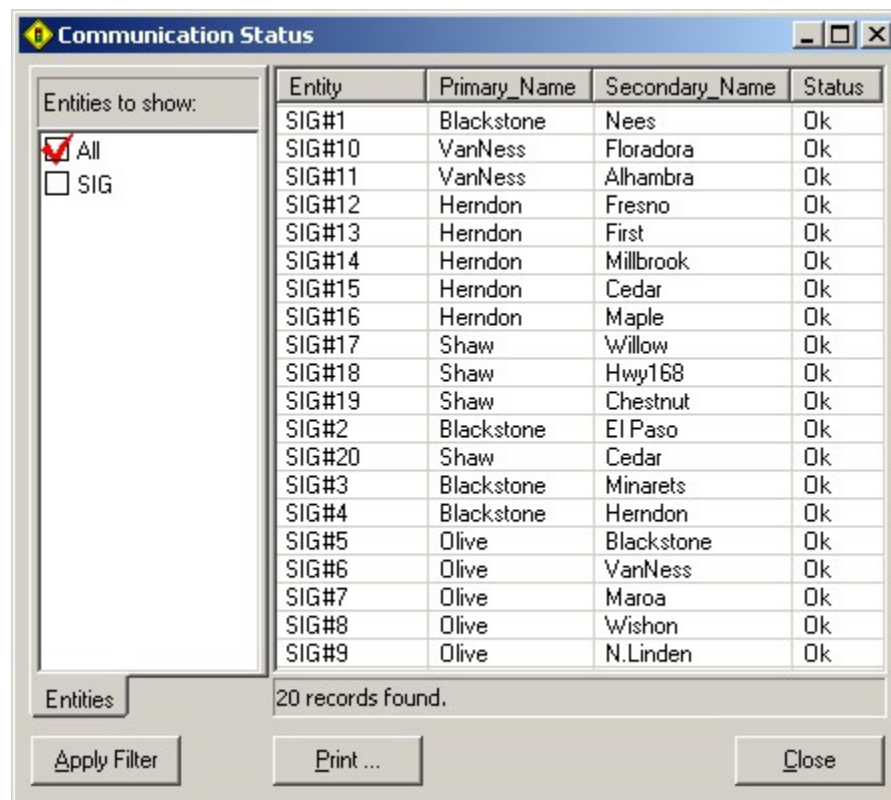 Communication Status
Entities to show:
All
SIG
Entities
Entity Primary_Name Secondary_Name Status
SIG#1 Blackstone Nees Ok
SIG#10 VanNess Floradora Ok
SIG#11 VanNess Alhambra Ok
SIG#12 Herndon Fresno Ok
SIG#13 Herndon First Ok
SIG#14 Herndon Millbrook Ok
SIG#15 Herndon Cedar Ok
SIG#16 Herndon Maple Ok
SIG#17 Shaw Willow Ok
SIG#18 Shaw Hwy168 Ok
SIG#19 Shaw Chestnut Ok
SIG#2 Blackstone El Paso Ok
SIG#20 Shaw Cedar Ok
SIG#3 Blackstone Minarets Ok
SIG#4 Blackstone Herndon Ok
SIG#5 Olive Blackstone Ok
SIG#6 Olive VanNess Ok
SIG#7 Olive Maroa Ok
SIG#8 Olive Wishon Ok
SIG#9 Olive N.Linden Ok
20 records found.
Apply Filter Print ... Close